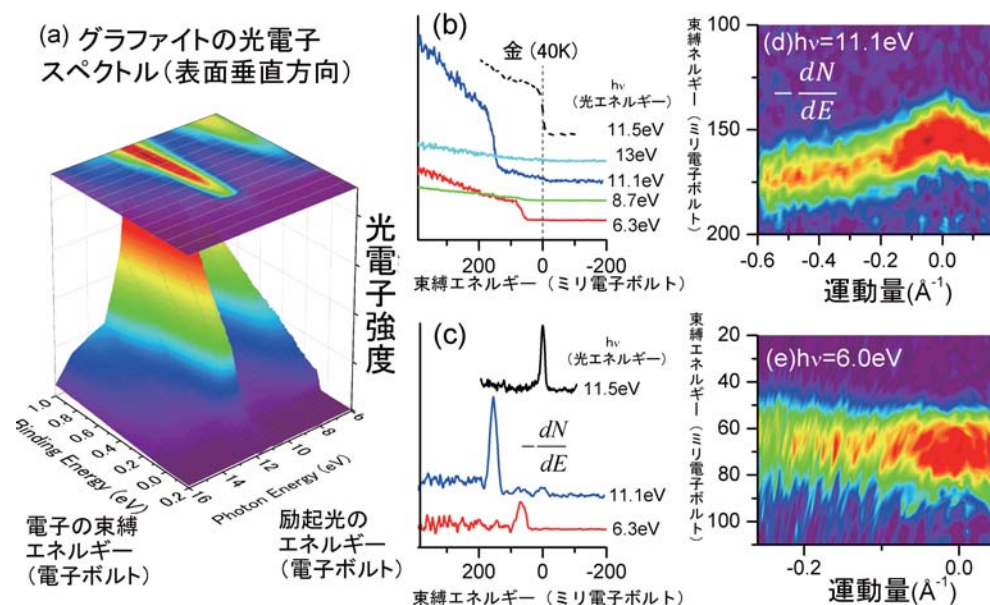 (a) グラファイトの光電子
スペクトル(表面垂直方向)
光電子強度
1.0
0.8
0.6
0.4
0.2
0.0
0.2
Binding Energy (eV)
16
14
12
10
8
6
Photon Energy (eV)
電子の束縛
エネルギー
(電子ボルト)
励起光の
エネルギー
(電子ボルト)
(b)
金 (40K)
hν
(光エネルギー)
11.5eV
13eV
11.1eV
8.7eV
6.3eV
200 0 -200
束縛エネルギー (ミリ電子ボルト)
(c)
hν
(光エネルギー)
11.5eV
-dN/dE
11.1eV
6.3eV
200 0 -200
束縛エネルギー (ミリ電子ボルト)
(d)hν=11.1eV
-dN/dE
束縛エネルギー (ミリ電子ボルト)
100
150
200
-0.6 -0.4 -0.2 0.0
運動量(Å⁻¹)
(e)hν=6.0eV
束縛エネルギー (ミリ電子ボルト)
20
40
60
80
100
-0.2 0.0
運動量(Å⁻¹)